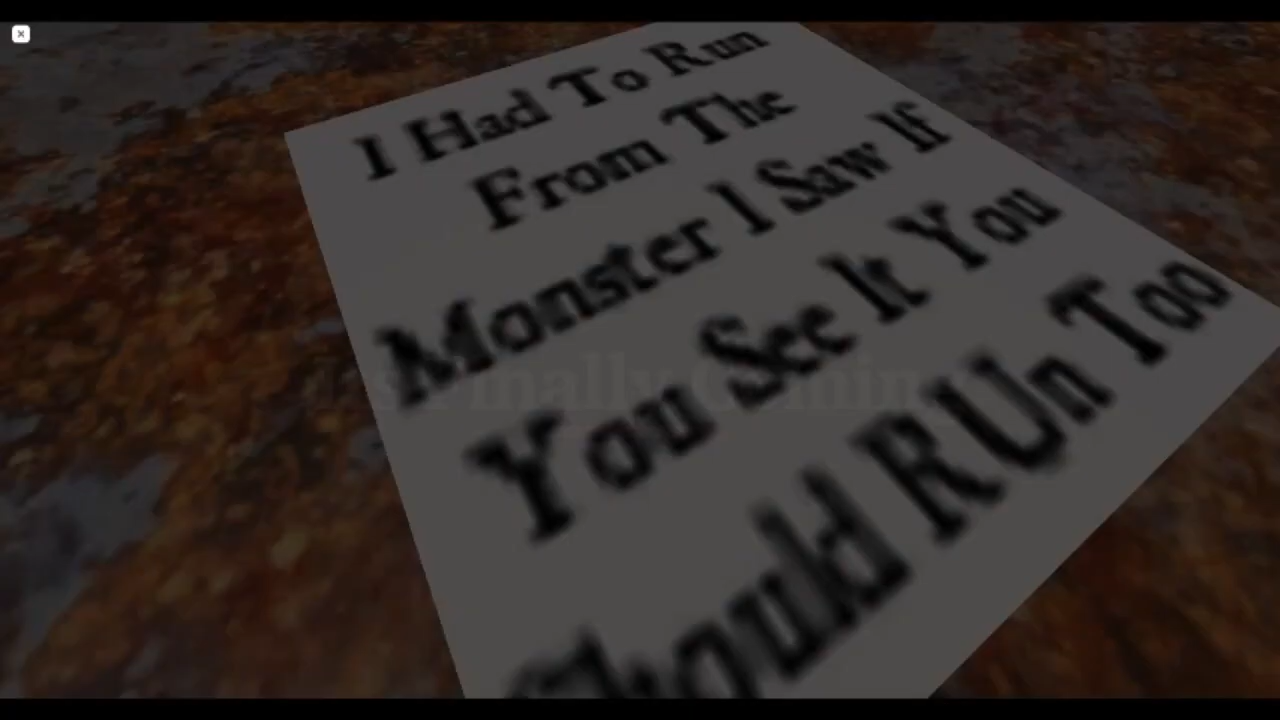 I Had To Run
From The
Monster I Saw If
You See It You
Should RUn Too